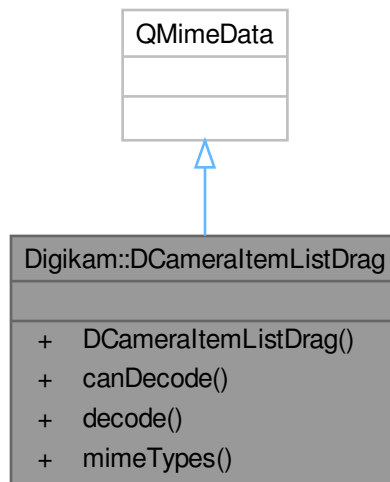 QMimeData
Digikam::DCameraItemListDrag
+ DCameraItemListDrag()
+ canDecode()
+ decode()
+ mimeTypes()